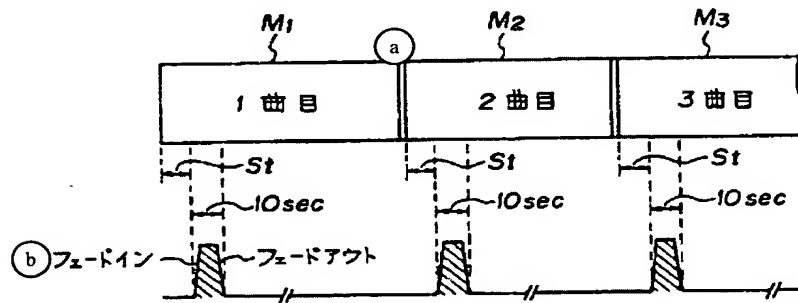 M1 ⓐ M2 M3
1曲目 2曲目 3曲目
St St St
10sec 10sec 10sec
ⓑ フェードイン フェードアウト